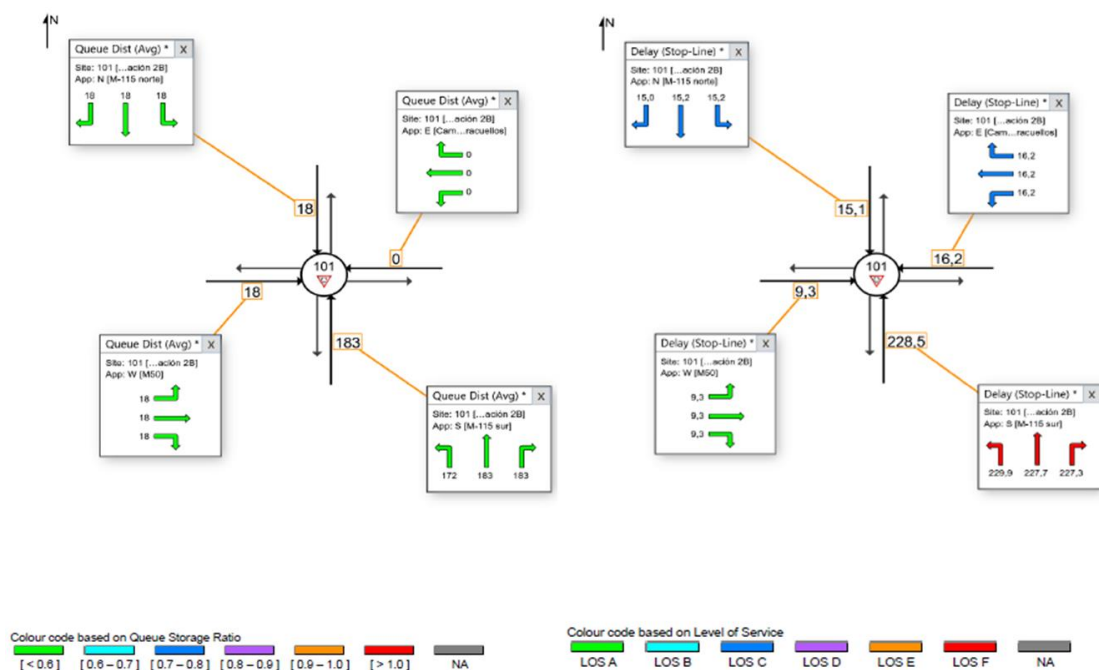 N
Queue Dist (Avg) * X
Site: 101 [...ación 2B]
App: N [M-115 norte]
18 18 18
Queue Dist (Avg) * X
Site: 101 [...ación 2B]
App: E [Cam...racuellos]
0
0
0
18
101
0
18
183
Queue Dist (Avg) * X
Site: 101 [...ación 2B]
App: W [M50]
18
18
18
Queue Dist (Avg) * X
Site: 101 [...ación 2B]
App: S [M-115 sur]
172 183 183
Colour code based on Queue Storage Ratio
[ < 0.6 ] [ 0.6 – 0.7 ] [ 0.7 – 0.8 ] [ 0.8 – 0.9 ] [ 0.9 – 1.0 ] [ > 1.0 ] NA
N
Delay (Stop-Line) * X
Site: 101 [...ación 2B]
App: N [M-115 norte]
15,0 15,2 15,2
Delay (Stop-Line) * X
Site: 101 [...ación 2B]
App: E [Cam...racuellos]
16,2
16,2
16,2
15,1
101
16,2
9,3
228,5
Delay (Stop-Line) * X
Site: 101 [...ación 2B]
App: W [M50]
9,3
9,3
9,3
Delay (Stop-Line) * X
Site: 101 [...ación 2B]
App: S [M-115 sur]
229,9 227,7 227,3
Colour code based on Level of Service
LOS A LOS B LOS C LOS D LOS E LOS F NA